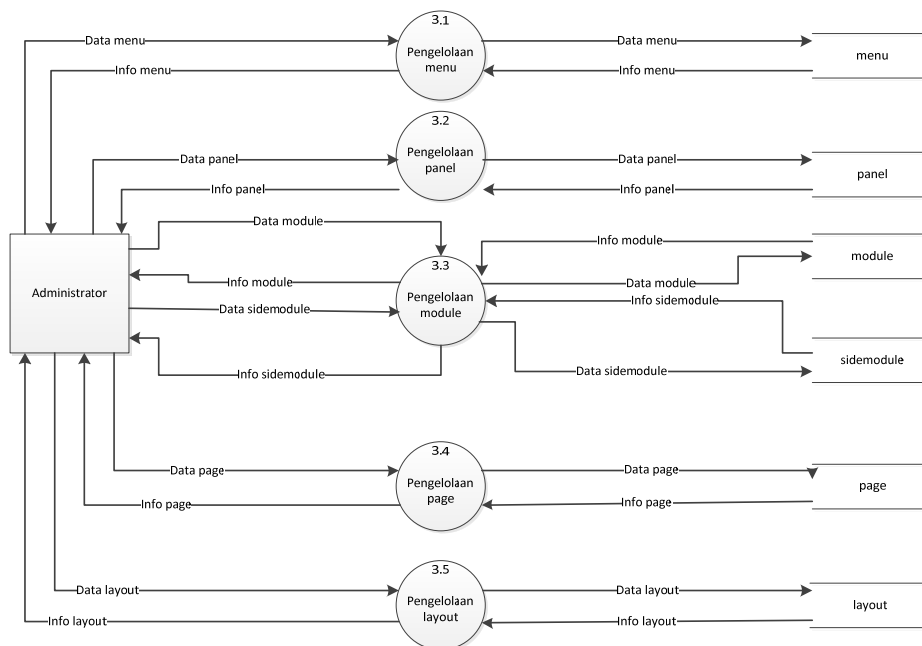 3.1
Data menu
Pengelolaan
menu
Data menu
menu
Info menu
Info menu
3.2
Data panel
Pengelolaan
panel
Data panel
panel
Info panel
Info panel
Data module
Info module
module
3.3
Administrator
Info module
Pengelolaan
module
Data module
Info sidemodule
Data sidemodule
sidemodule
Info sidemodule
Data sidemodule
3.4
Data page
Pengelolaan
page
Data page
page
Info page
Info page
3.5
Data layout
Pengelolaan
layout
Data layout
layout
Info layout
Info layout